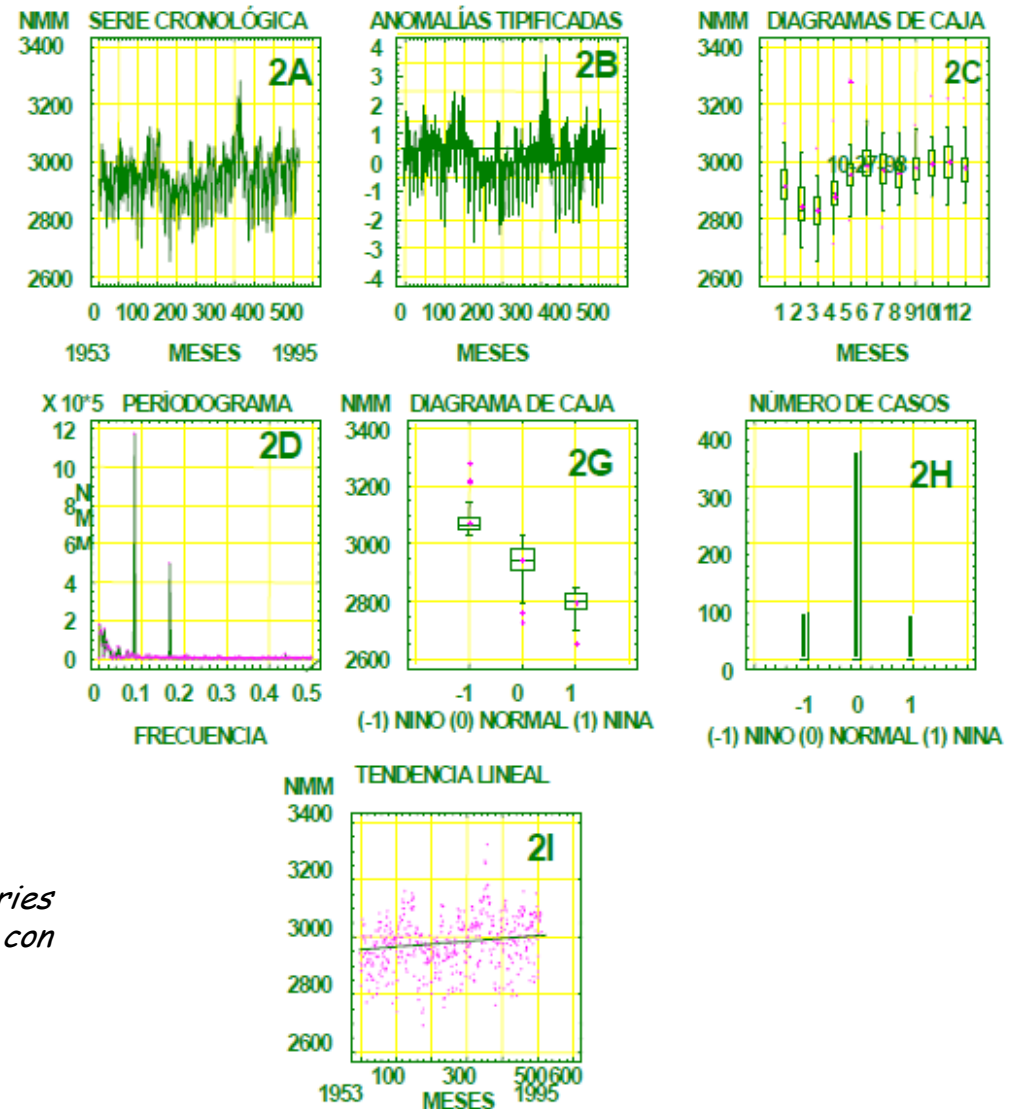 NMM SERIE CRONOLÓGICA
3400
3200
3000
2800
2600
2A
0 100 200 300 400 500
1953 MESES 1995
ANOMALÍAS TIPIFICADAS
4
3
2
1
0
-1
-2
-3
-4
2B
0 100 200 300 400 500
MESES
NMM DIAGRAMAS DE CAJA
3400
3200
3000
2800
2600
2C
10-27-98
1 2 3 4 5 6 7 8 9 10 11 12
MESES
X 10*5 PERÍODOGRAMA
12
10
8
6
4
2
0
NMM
2D
0 0.1 0.2 0.3 0.4 0.5
FRECUENCIA
NMM DIAGRAMA DE CAJA
3400
3200
3000
2800
2600
2G
-1 0 1
(-1) NINO (0) NORMAL (1) NINA
NÚMERO DE CASOS
400
300
200
100
0
2H
-1 0 1
(-1) NINO (0) NORMAL (1) NINA
ries
con
NMM TENDENCIA LINEAL
3400
3200
3000
2800
2600
2I
100 300 500 600
1953 MESES 1995